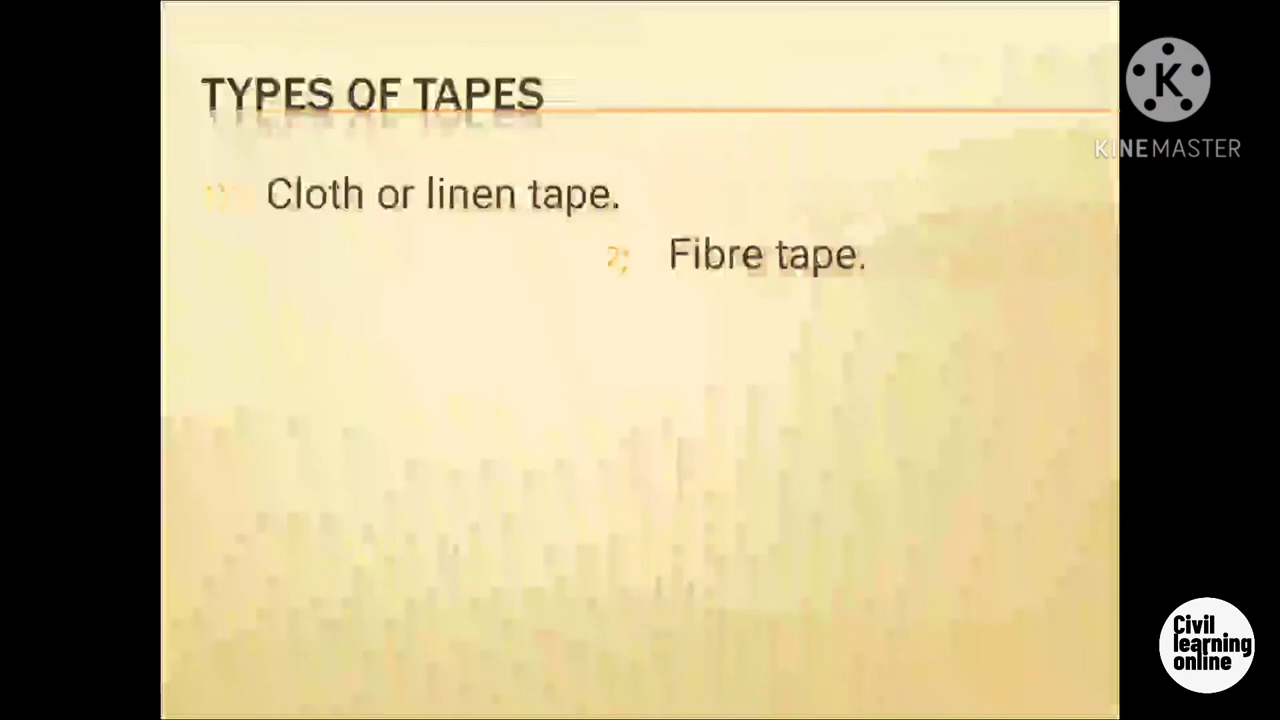 TYPES OF TAPES
1) Cloth or linen tape.
2) Fibre tape.
K
KINEMASTER
Civil
learning
online